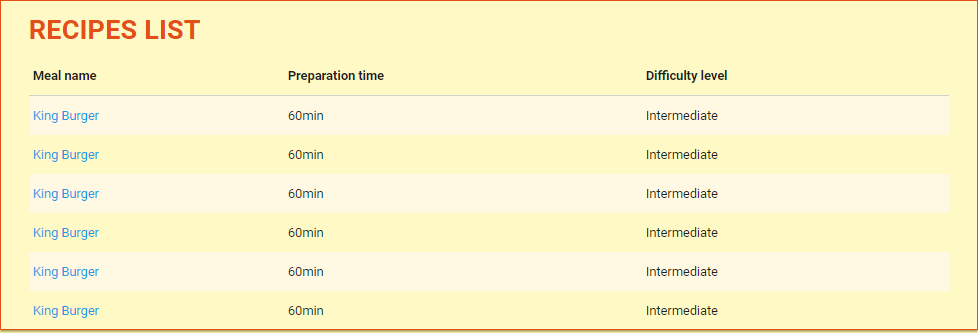 RECIPES LIST
Meal name Preparation time Difficulty level
King Burger 60min Intermediate
King Burger 60min Intermediate
King Burger 60min Intermediate
King Burger 60min Intermediate
King Burger 60min Intermediate
King Burger 60min Intermediate